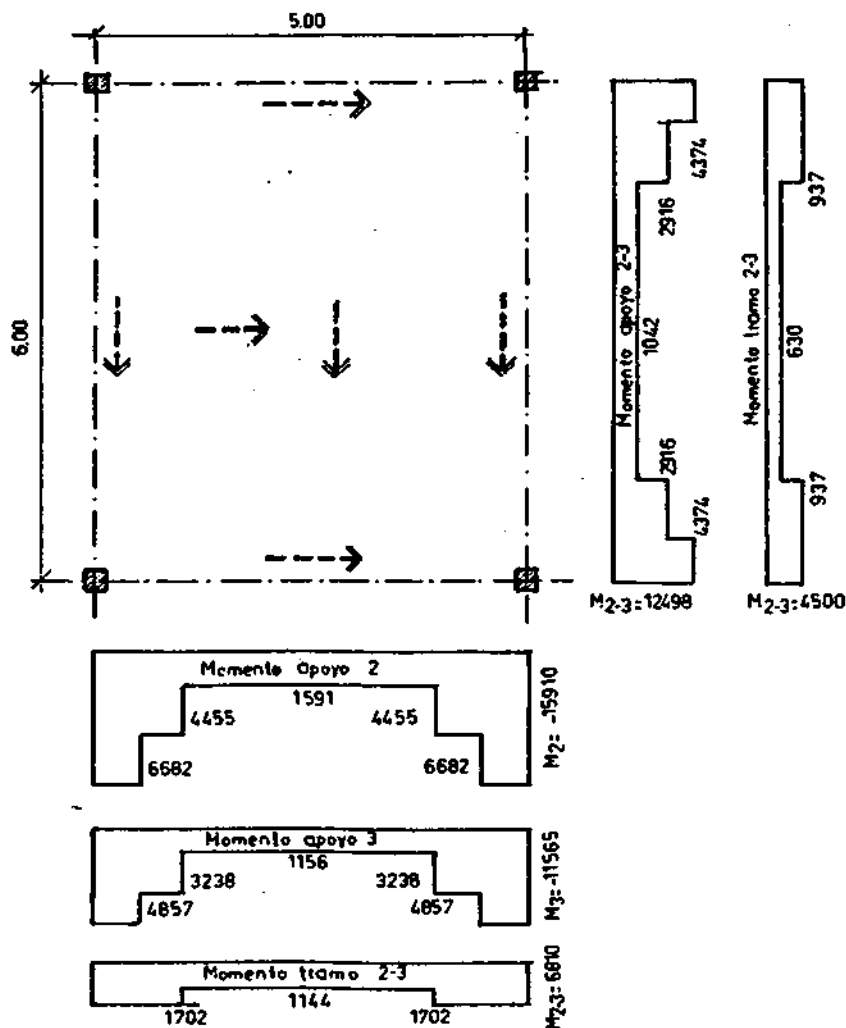 5.00
6.00
4374
2916
Momento apoyo 2-3
1042
2916
4374
M2-3=12498
937
Momento tramo 2-3
630
937
M2-3=4500
Momento apoyo 2
1591
4455
4455
6682
6682
M2= -15910
Momento apoyo 3
1156
3238
3238
4857
4857
M3=-11565
Momento tramo 2-3
1144
1702
1702
M2-3=6810